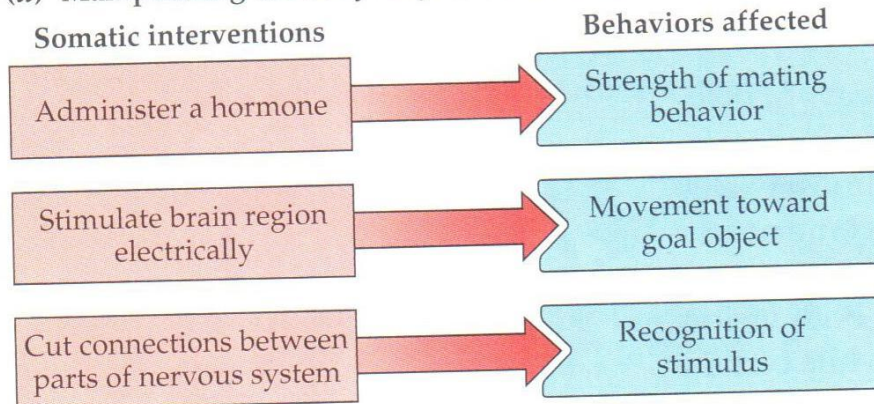 Somatic interventions
Behaviors affected
Administer a hormone
Strength of mating
behavior
Stimulate brain region
electrically
Movement toward
goal object
Cut connections between
parts of nervous system
Recognition of
stimulus